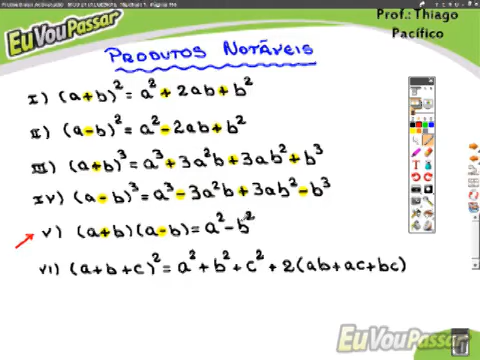 EuVouPassar
Prof.: Thiago
Pacífico
PRODUTOS NOTÁVEIS
I) (a+b)² = a² + 2ab + b²
II) (a-b)² = a² - 2ab + b²
III) (a+b)³ = a³ + 3a²b + 3ab² + b³
IV) (a-b)³ = a³ - 3a²b + 3ab² - b³
V) (a+b)(a-b) = a² - b²
VI) (a+b+c)² = a² + b² + c² + 2(ab+ac+bc)
EuVouPassar